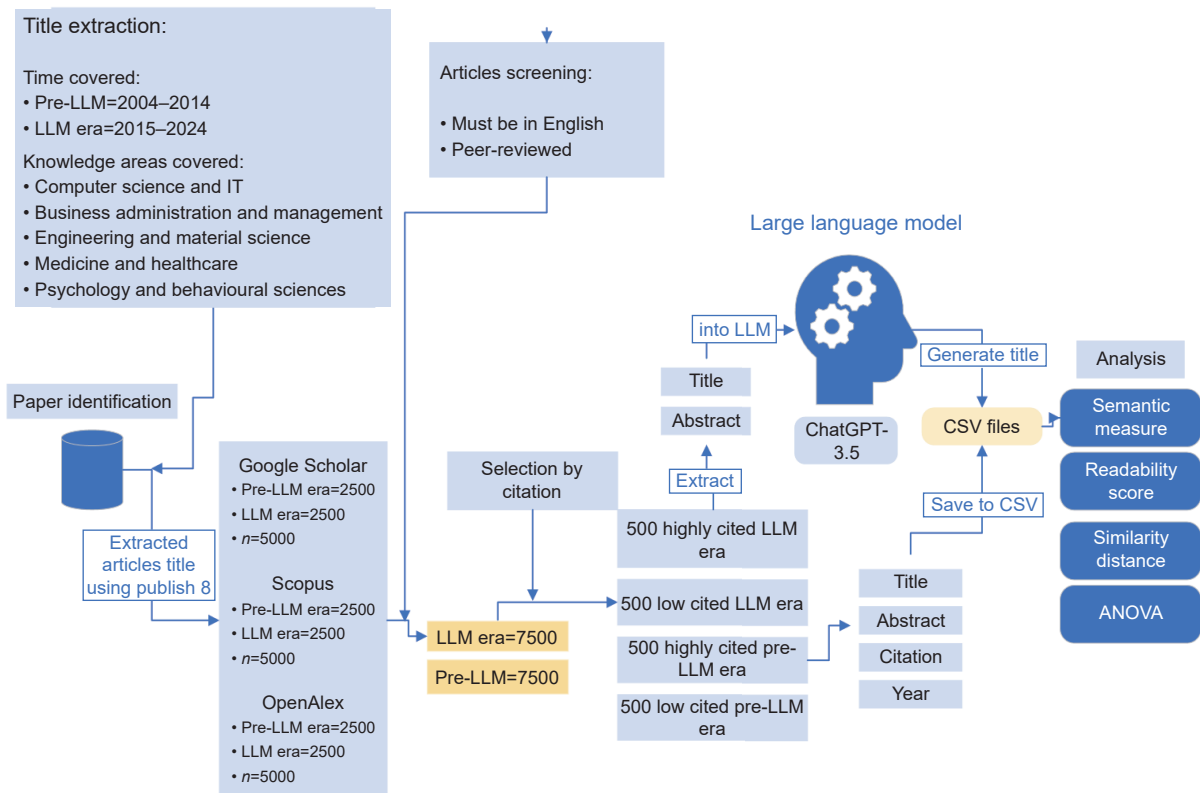 Title extraction:
Time covered:
• Pre-LLM=2004–2014
• LLM era=2015–2024
Knowledge areas covered:
• Computer science and IT
• Business administration and management
• Engineering and material science
• Medicine and healthcare
• Psychology and behavioural sciences
Articles screening:
• Must be in English
• Peer-reviewed
Paper identification
Extracted
articles title
using publish 8
Google Scholar
• Pre-LLM era=2500
• LLM era=2500
• n=5000
Scopus
• Pre-LLM era=2500
• LLM era=2500
• n=5000
OpenAlex
• Pre-LLM era=2500
• LLM era=2500
• n=5000
LLM era=7500
Pre-LLM=7500
Selection by
citation
500 highly cited LLM
era
500 low cited LLM era
500 highly cited pre-
LLM era
500 low cited pre-LLM
era
Extract
Title
Abstract
into LLM
Large language model
ChatGPT-
3.5
Generate title
CSV files
Save to CSV
Title
Abstract
Citation
Year
Analysis
Semantic
measure
Readability
score
Similarity
distance
ANOVA